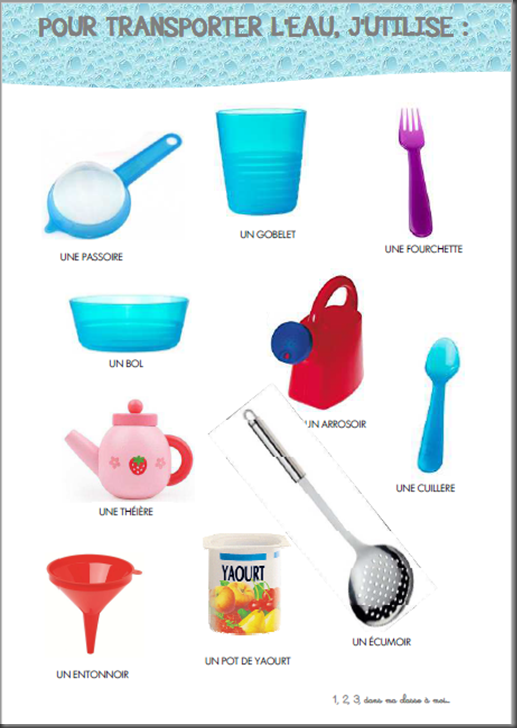 POUR TRANSPORTER L'EAU, J'UTILISE :
UNE PASSOIRE
UN GOBELET
UNE FOURCHETTE
UN BOL
UN ARROSOIR
UNE CUILLERE
UNE THÉIÈRE
YAOURT
UN ENTONNOIR
UN POT DE YAOURT
UN ÉCUMOIR
1, 2, 3, dans ma classe à moi...